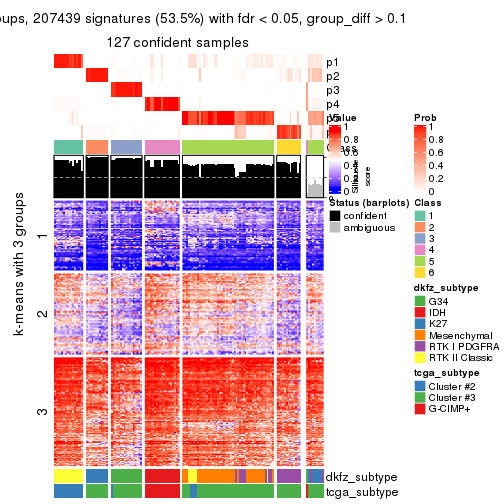 oups, 207439 signatures (53.5%) with fdr < 0.05, group_diff > 0.1
127 confident samples
p1
p2
p3
p4
Value
1
0.8
0.6
0.4
0.2
0
Silhouette
score
Prob
1
0.8
0.6
0.4
0.2
0
Status (barplots)
confident
ambiguous
Class
1
2
3
4
5
6
dkfz_subtype
G34
IDH
K27
Mesenchymal
RTK I PDGFRA
RTK II Classic
tcga_subtype
Cluster #2
Cluster #3
G-CIMP+
k-means with 3 groups
1
2
3
dkfz_subtype
tcga_subtype